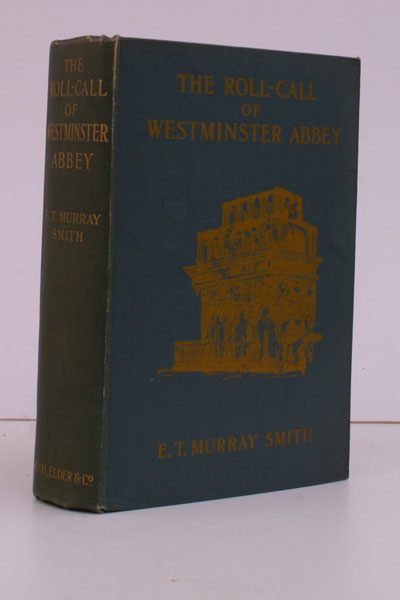 THE
ROLL-CALL
OF
WESTMINSTER
ABBEY
E.T. MURRAY
SMITH
ELDER & Co
THE ROLL-CALL
OF
WESTMINSTER ABBEY
E. T. MURRAY SMITH